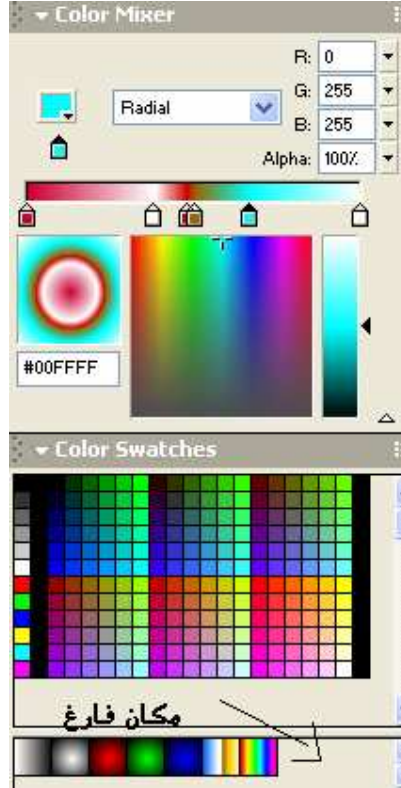 Color Mixer
R: 0
G: 255
Radial
B: 255
Alpha: 100%
#00FFFF
Color Swatches
مكان فارغ